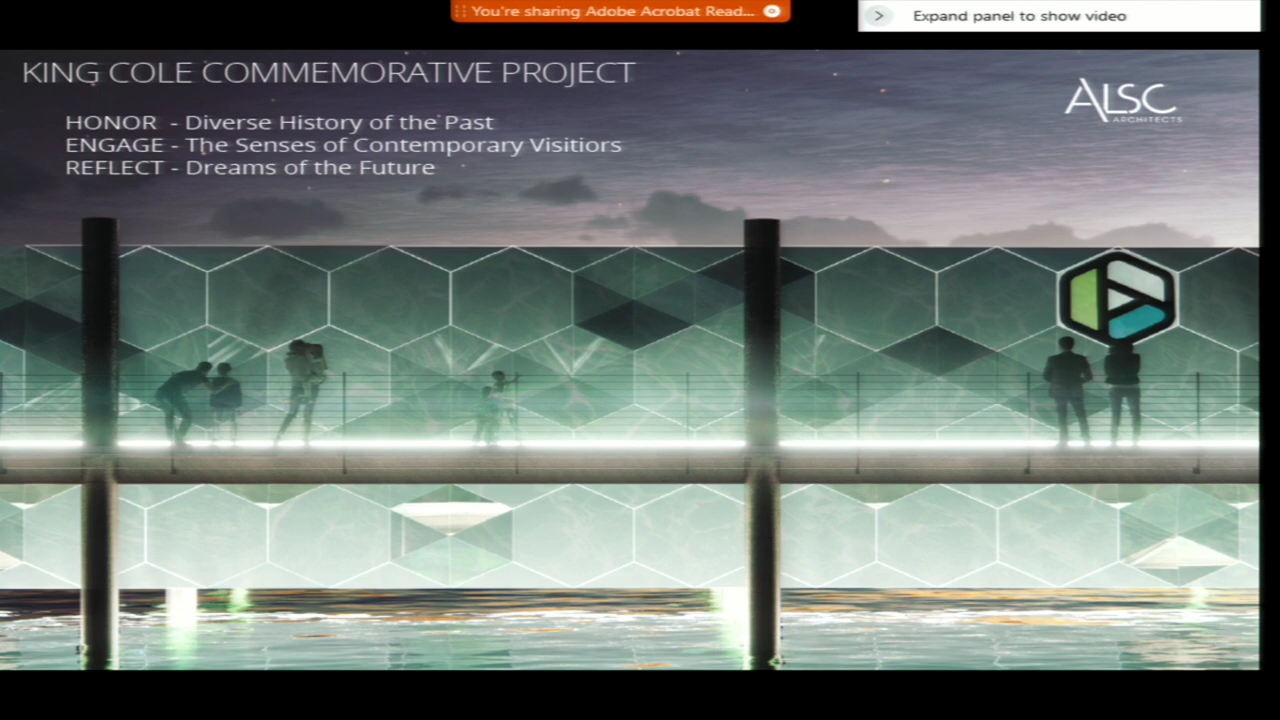 You're sharing Adobe Acrobat Read...
Expand panel to show video
KING COLE COMMEMORATIVE PROJECT
ALSC
ARCHITECTS
HONOR - Diverse History of the Past
ENGAGE - The Senses of Contemporary Visitiors
REFLECT - Dreams of the Future